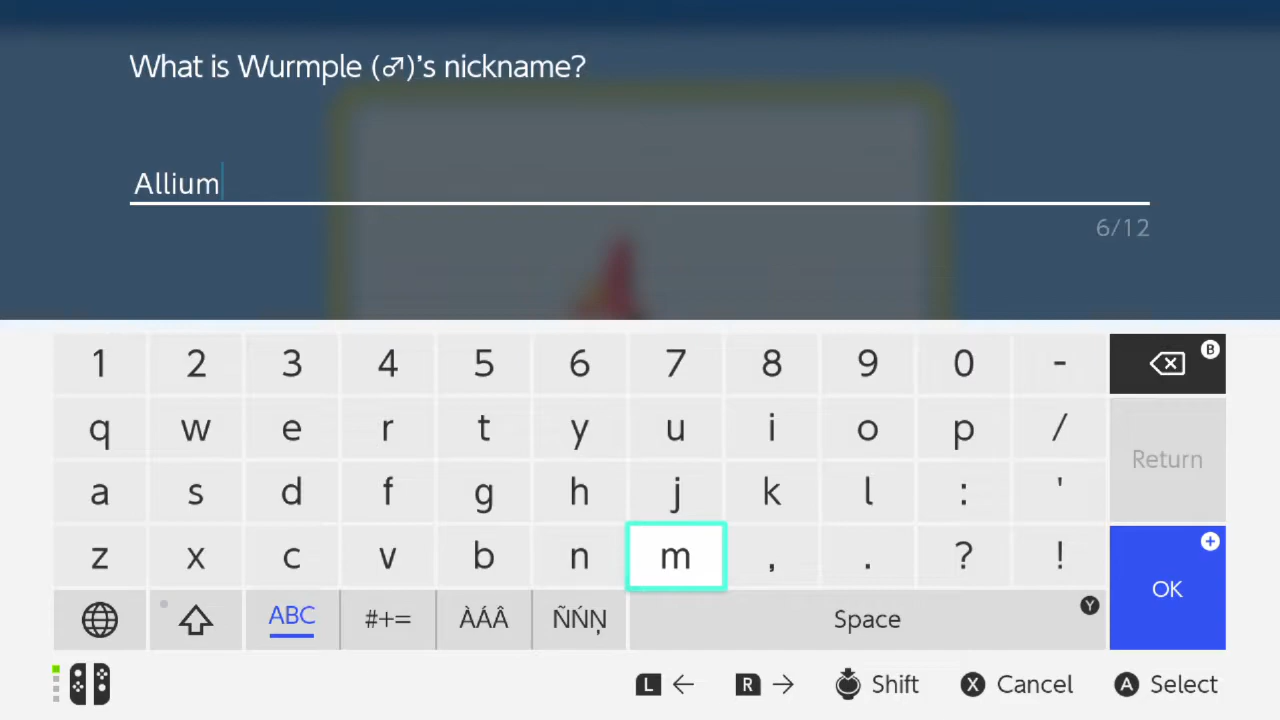 What is Wurmple (♂)'s nickname?
Allium
6/12
1 2 3 4 5 6 7 8 9 0 - B
q w e r t y u i o p /
Return
a s d f g h j k l : '
z x c v b n m , . ? ! +
OK
ABC #+= ÀÁÂ ÑŃŅ Space Y
L ← R → Shift X Cancel A Select